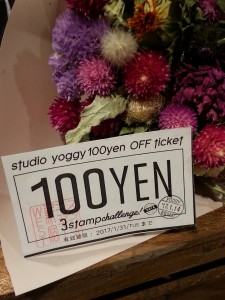 studio yoggy 100yen OFF ticket
100YEN
3stampchallenge!
有効期限：2017/1/31/(火)まで